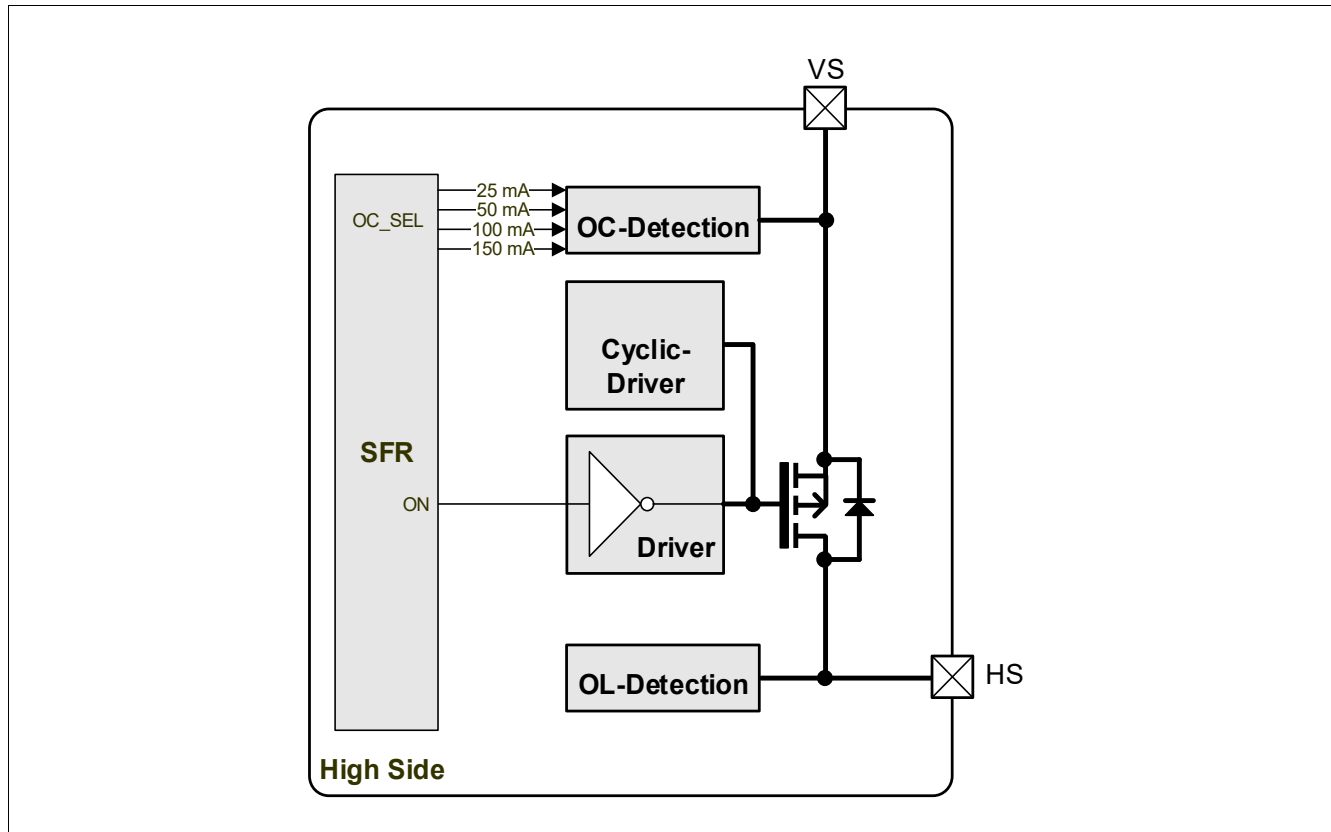 VS
25 mA
50 mA
100 mA
150 mA
OC_SEL
OC-Detection
Cyclic-
Driver
SFR
ON
Driver
OL-Detection
HS
High Side